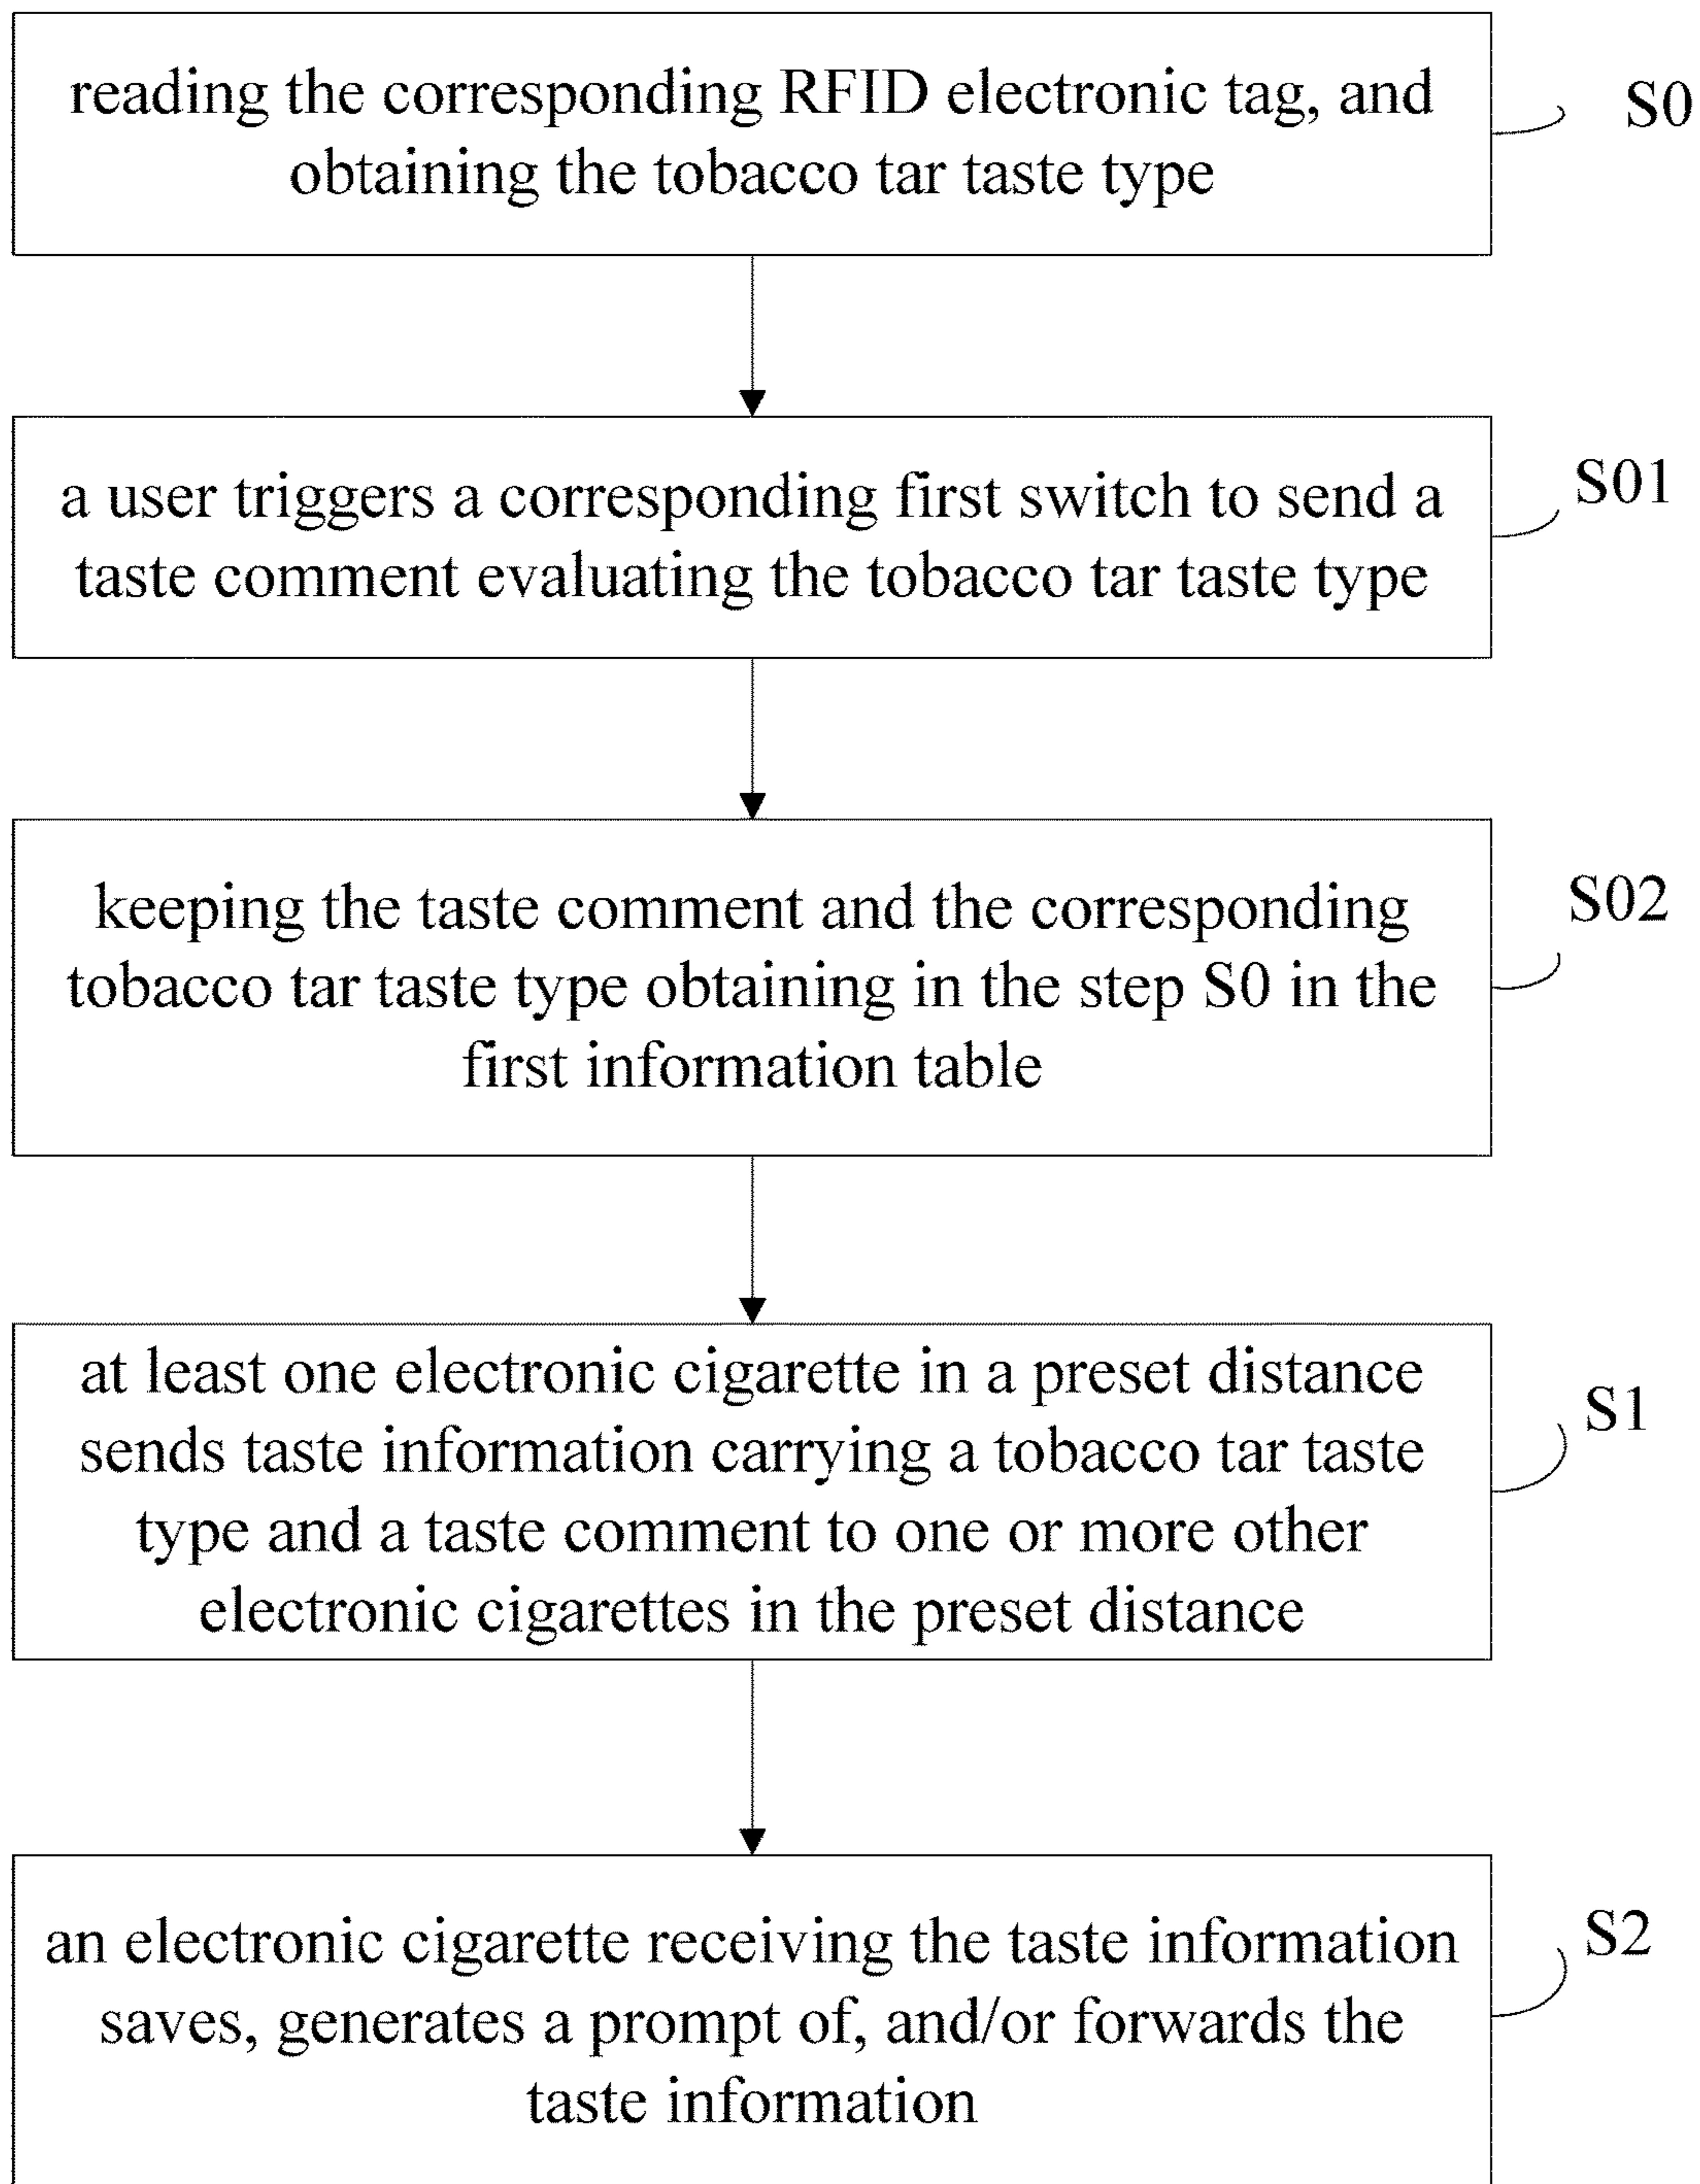 reading the corresponding RFID electronic tag, and
obtaining the tobacco tar taste type
S0
a user triggers a corresponding first switch to send a
taste comment evaluating the tobacco tar taste type
S01
keeping the taste comment and the corresponding
tobacco tar taste type obtaining in the step S0 in the
first information table
S02
at least one electronic cigarette in a preset distance
sends taste information carrying a tobacco tar taste
type and a taste comment to one or more other
electronic cigarettes in the preset distance
S1
an electronic cigarette receiving the taste information
saves, generates a prompt of, and/or forwards the
taste information
S2